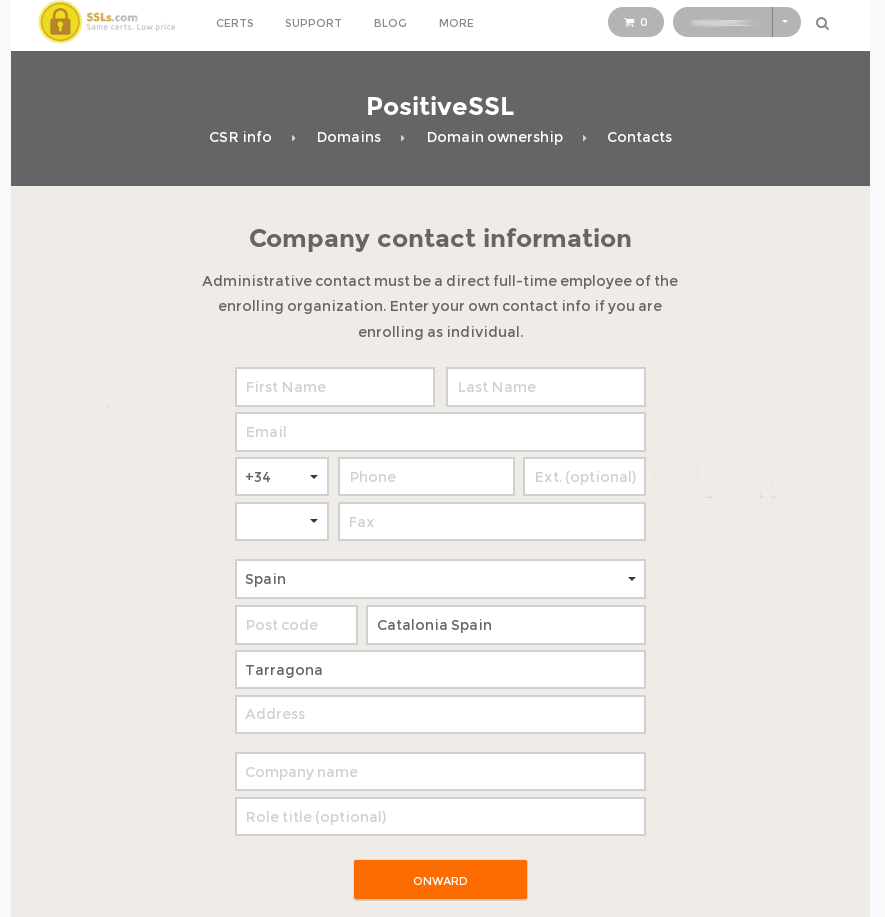 SSLs.com
Same certs. Low price
CERTS SUPPORT BLOG MORE 0
PositiveSSL
CSR info Domains Domain ownership Contacts
Company contact information
Administrative contact must be a direct full-time employee of the
enrolling organization. Enter your own contact info if you are
enrolling as individual.
First Name Last Name
Email
+34 Phone Ext. (optional)
Fax
Spain
Post code Catalonia Spain
Tarragona
Address
Company name
Role title (optional)
ONWARD